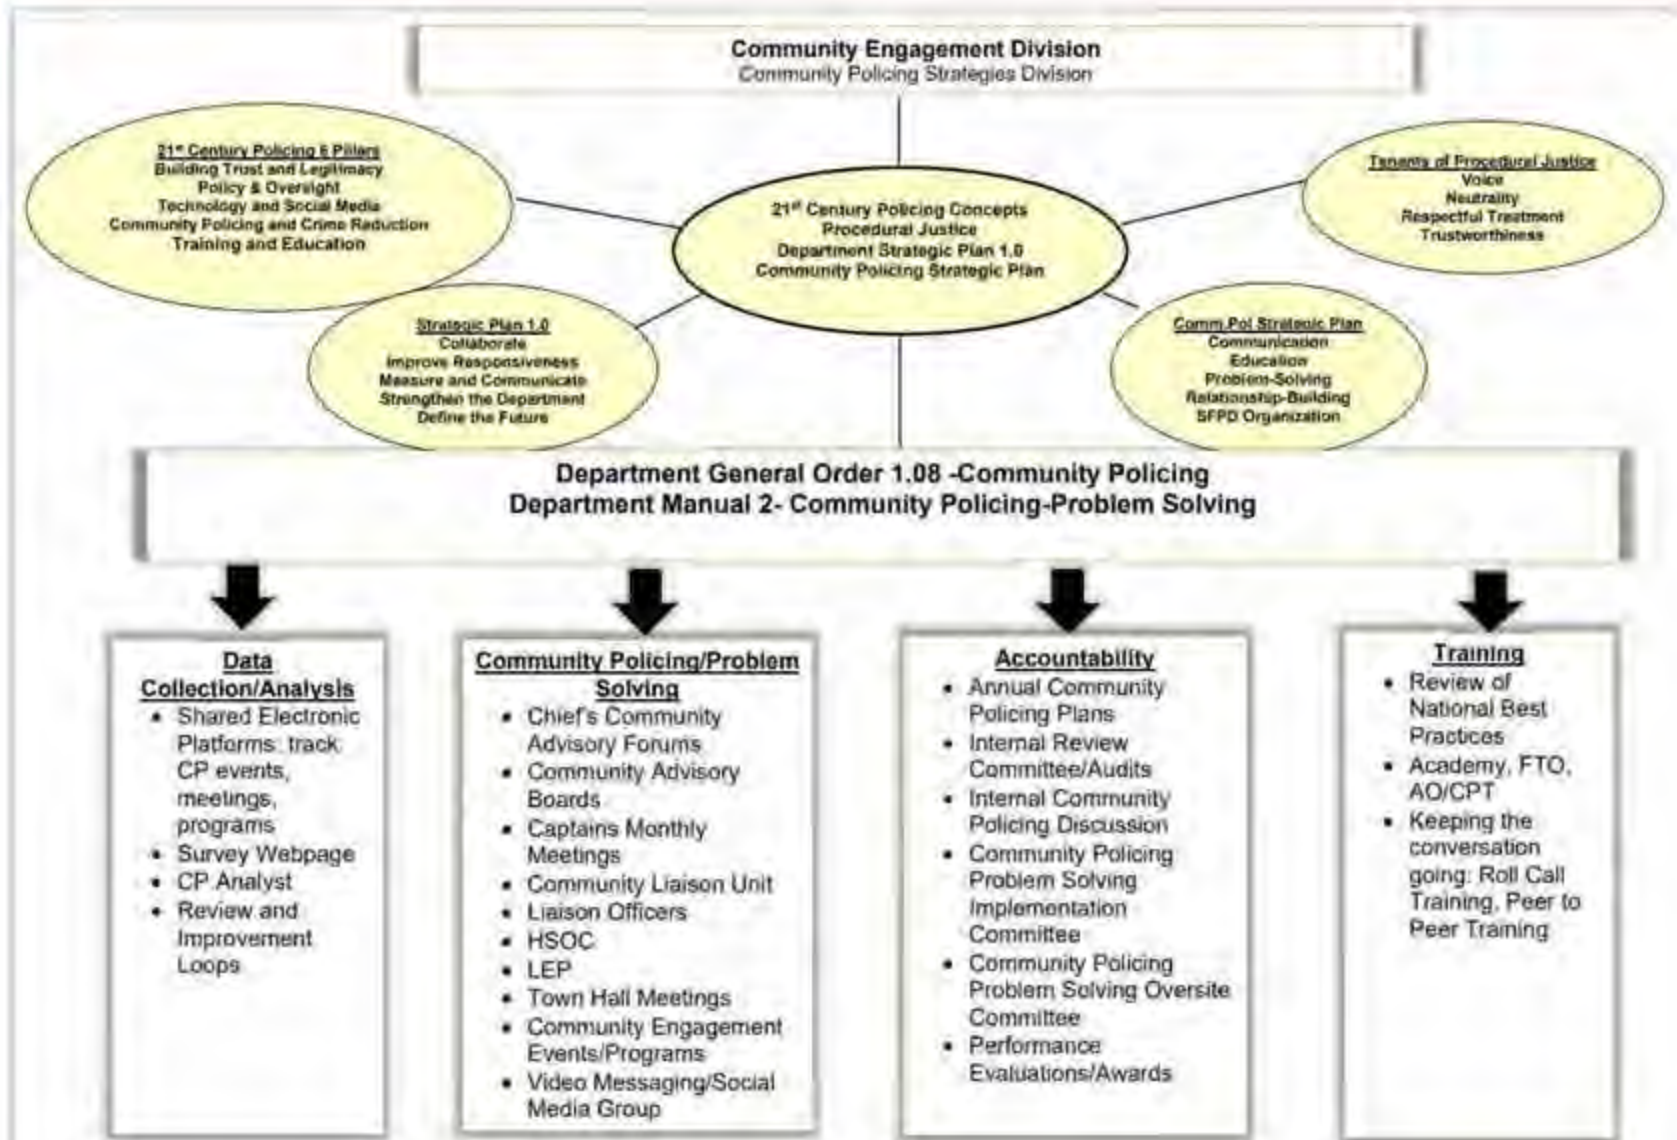 Community Engagement Division
Community Policing Strategies Division
21st Century Policing 6 Pillars
Building Trust and Legitimacy
Policy & Oversight
Technology and Social Media
Community Policing and Crime Reduction
Training and Education
21st Century Policing Concepts
Procedural Justice
Department Strategic Plan 1.0
Community Policing Strategic Plan
Tenants of Procedural Justice
Voice
Neutrality
Respectful Treatment
Trustworthiness
Strategic Plan 1.0
Collaborate
Improve Responsiveness
Measure and Communicate
Strengthen the Department
Define the Future
Comm.Pol Strategic Plan
Communication
Education
Problem-Solving
Relationship-Building
SFPD Organization
Department General Order 1.08 -Community Policing
Department Manual 2- Community Policing-Problem Solving
Data
Collection/Analysis
• Shared Electronic
Platforms: track
CP events,
meetings,
programs
• Survey Webpage
• CP Analyst
• Review and
Improvement
Loops
Community Policing/Problem
Solving
• Chief's Community
Advisory Forums
• Community Advisory
Boards
• Captains Monthly
Meetings
• Community Liaison Unit
• Liaison Officers
• HSOC
• LEP
• Town Hall Meetings
• Community Engagement
Events/Programs
• Video Messaging/Social
Media Group
Accountability
• Annual Community
Policing Plans
• Internal Review
Committee/Audits
• Internal Community
Policing Discussion
• Community Policing
Problem Solving
Implementation
Committee
• Community Policing
Problem Solving Oversite
Committee
• Performance
Evaluations/Awards
Training
• Review of
National Best
Practices
• Academy, FTO,
AO/CPT
• Keeping the
conversation
going: Roll Call
Training, Peer to
Peer Training